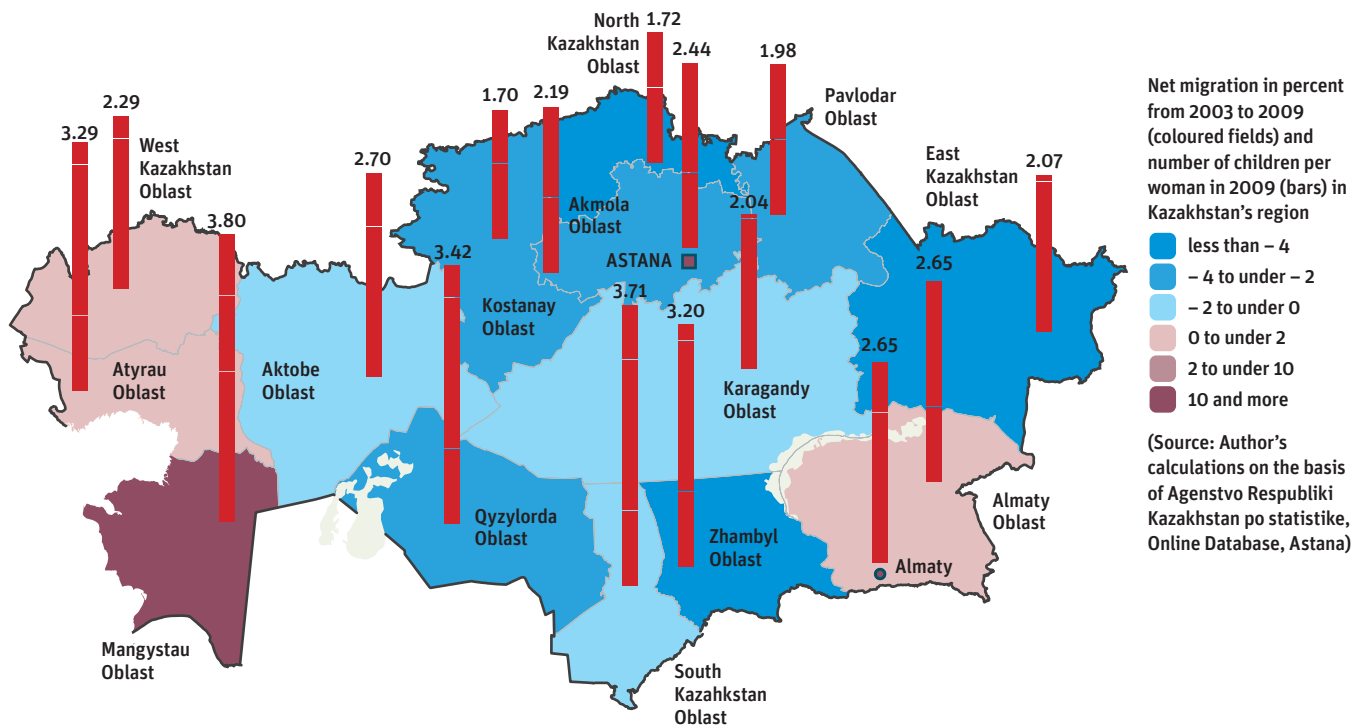 North
Kazakhstan
Oblast
1.72
2.44
1.98
Pavlodar
Oblast
1.70
2.19
3.29
2.29
West
Kazakhstan
Oblast
2.70
3.80
Akmola
Oblast
2.04
East
Kazakhstan
Oblast
2.07
ASTANA
3.42
2.65
Kostanay
Oblast
3.71
3.20
2.65
Atyrau
Oblast
Aktobe
Oblast
Karagandy
Oblast
Qyzylorda
Oblast
Zhambyl
Oblast
Almaty
Oblast
Almaty
Mangystau
Oblast
South
Kazahkstan
Oblast
Net migration in percent
from 2003 to 2009
(coloured fields) and
number of children per
woman in 2009 (bars) in
Kazakhstan’s region
less than – 4
– 4 to under – 2
– 2 to under 0
0 to under 2
2 to under 10
10 and more
(Source: Author’s
calculations on the basis
of Agenstvo Respubliki
Kazakhstan po statistike,
Online Database, Astana)